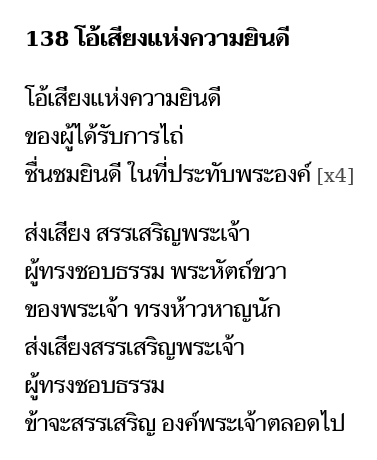 138 โอ้เสียงแห่งความยินดี
โอ้เสียงแห่งความยินดี
ของผู้ได้รับการไถ่
ชื่นชมยินดี ในที่ประทับพระองค์ [x4]
ส่งเสียง สรรเสริญพระเจ้า
ผู้ทรงชอบธรรม พระหัตถ์ขวา
ของพระเจ้า ทรงห้าวหาญนัก
ส่งเสียงสรรเสริญพระเจ้า
ผู้ทรงชอบธรรม
ข้าจะสรรเสริญ องค์พระเจ้าตลอดไป